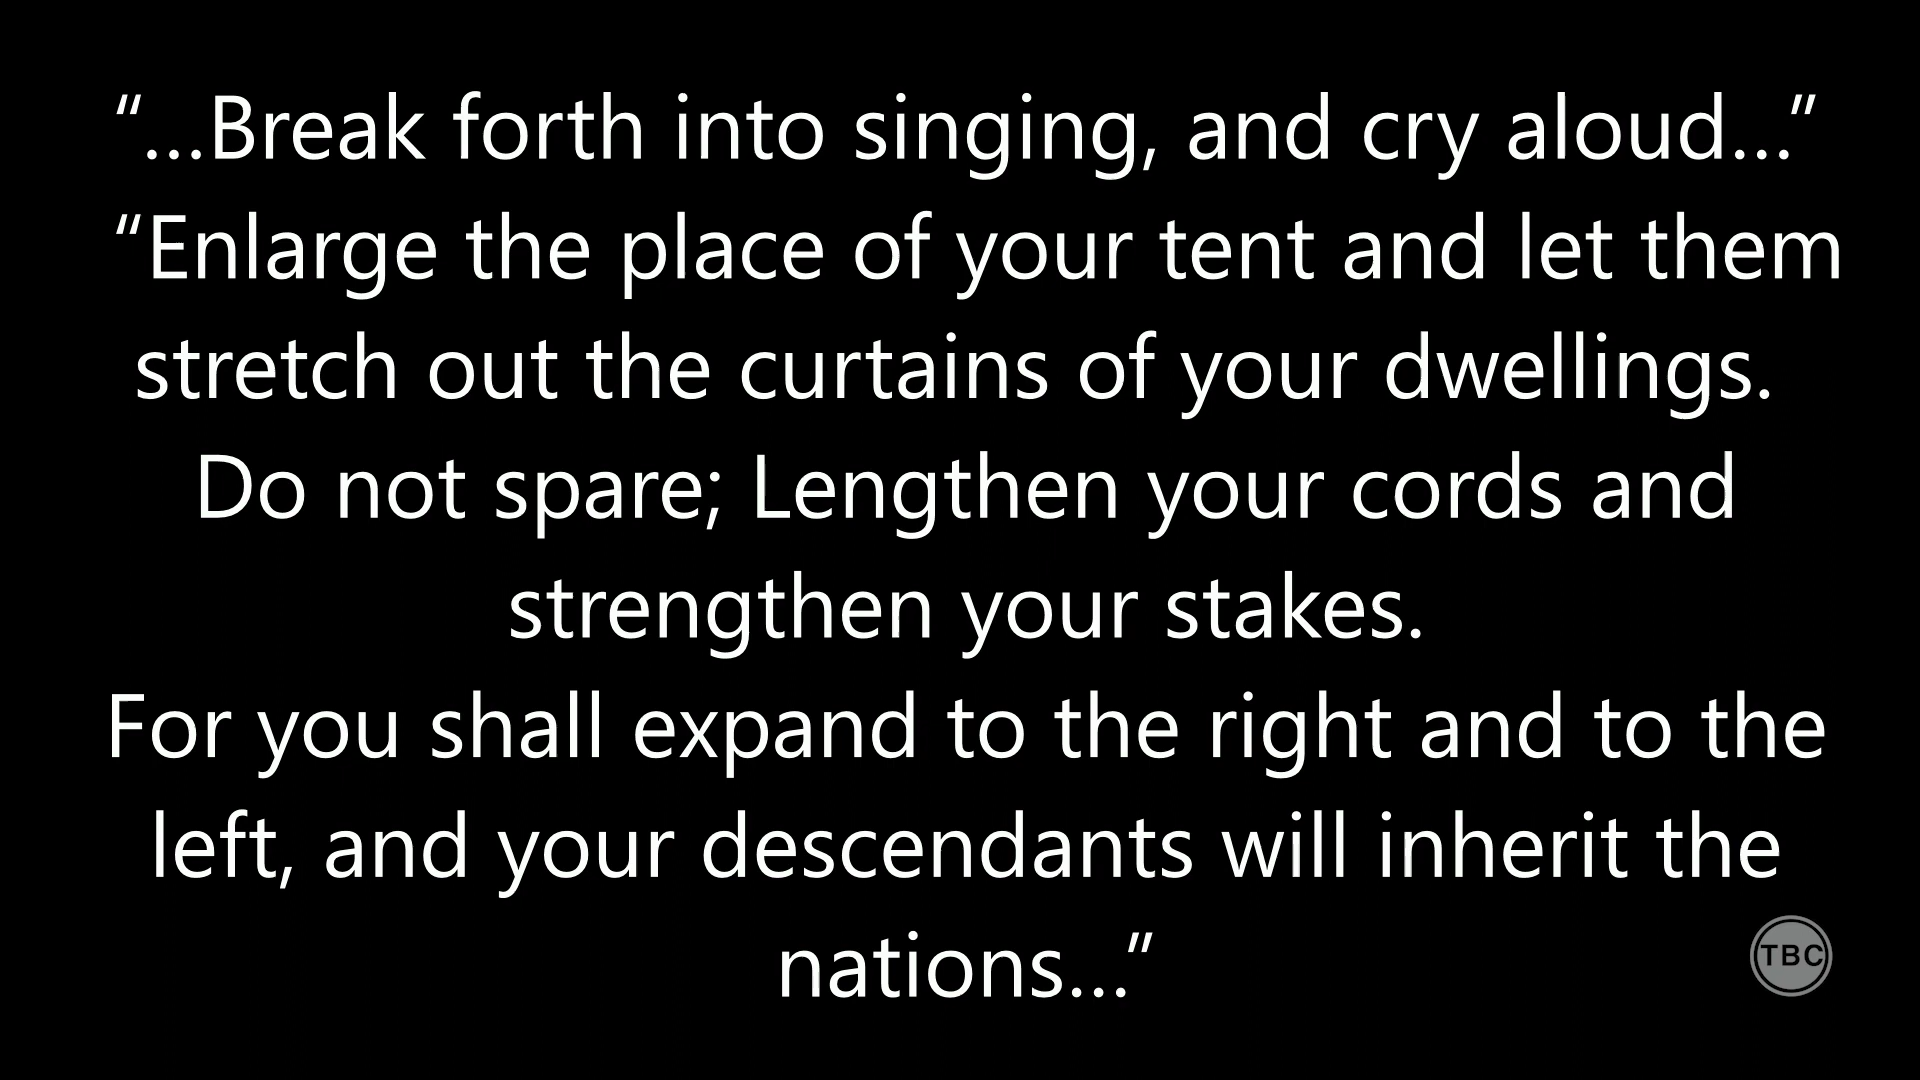 “…Break forth into singing, and cry aloud…”
“Enlarge the place of your tent and let them
stretch out the curtains of your dwellings.
Do not spare; Lengthen your cords and
strengthen your stakes.
For you shall expand to the right and to the
left, and your descendants will inherit the
nations…”
TBC